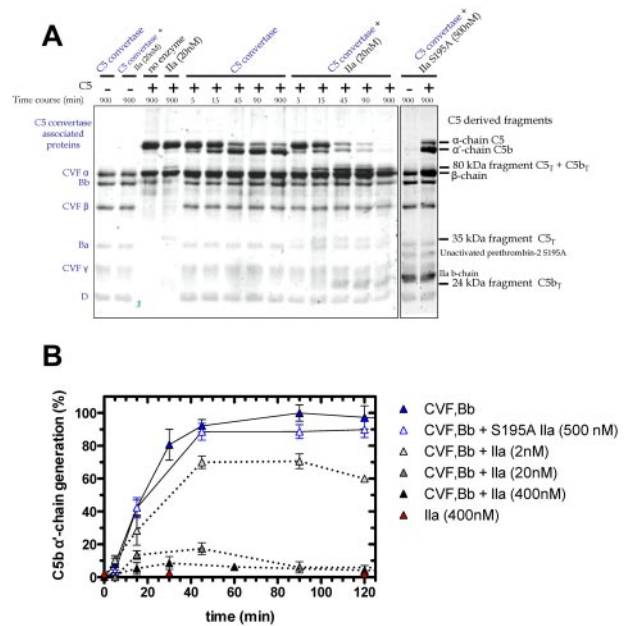 A
C5 convertase
C5 convertase +
IIa (20nM)
no enzyme
IIa (20nM)
C5 convertase
C5 convertase +
IIa (20nM)
C5 convertase +
IIa S195A (500nM)
C5 - - + + + + + + + + + + + + - +
Time course (min) 900 900 900 900 5 15 45 90 900 5 15 45 90 900 900 900
C5 convertase
associated
proteins
CVF α
Bb
CVF β
Ba
CVF γ
D
C5 derived fragments
α-chain C5
α'-chain C5b
80 kDa fragment C5T + C5bT
β-chain
35 kDa fragment C5T
Unactivated prethrombin-2 S195A
IIa b-chain
24 kDa fragment C5bT
B
C5b α'-chain generation (%)
100
80
60
40
20
0
0 20 40 60 80 100 120
time (min)
CVF,Bb
CVF,Bb + S195A IIa (500 nM)
CVF,Bb + IIa (2nM)
CVF,Bb + IIa (20nM)
CVF,Bb + IIa (400nM)
IIa (400nM)